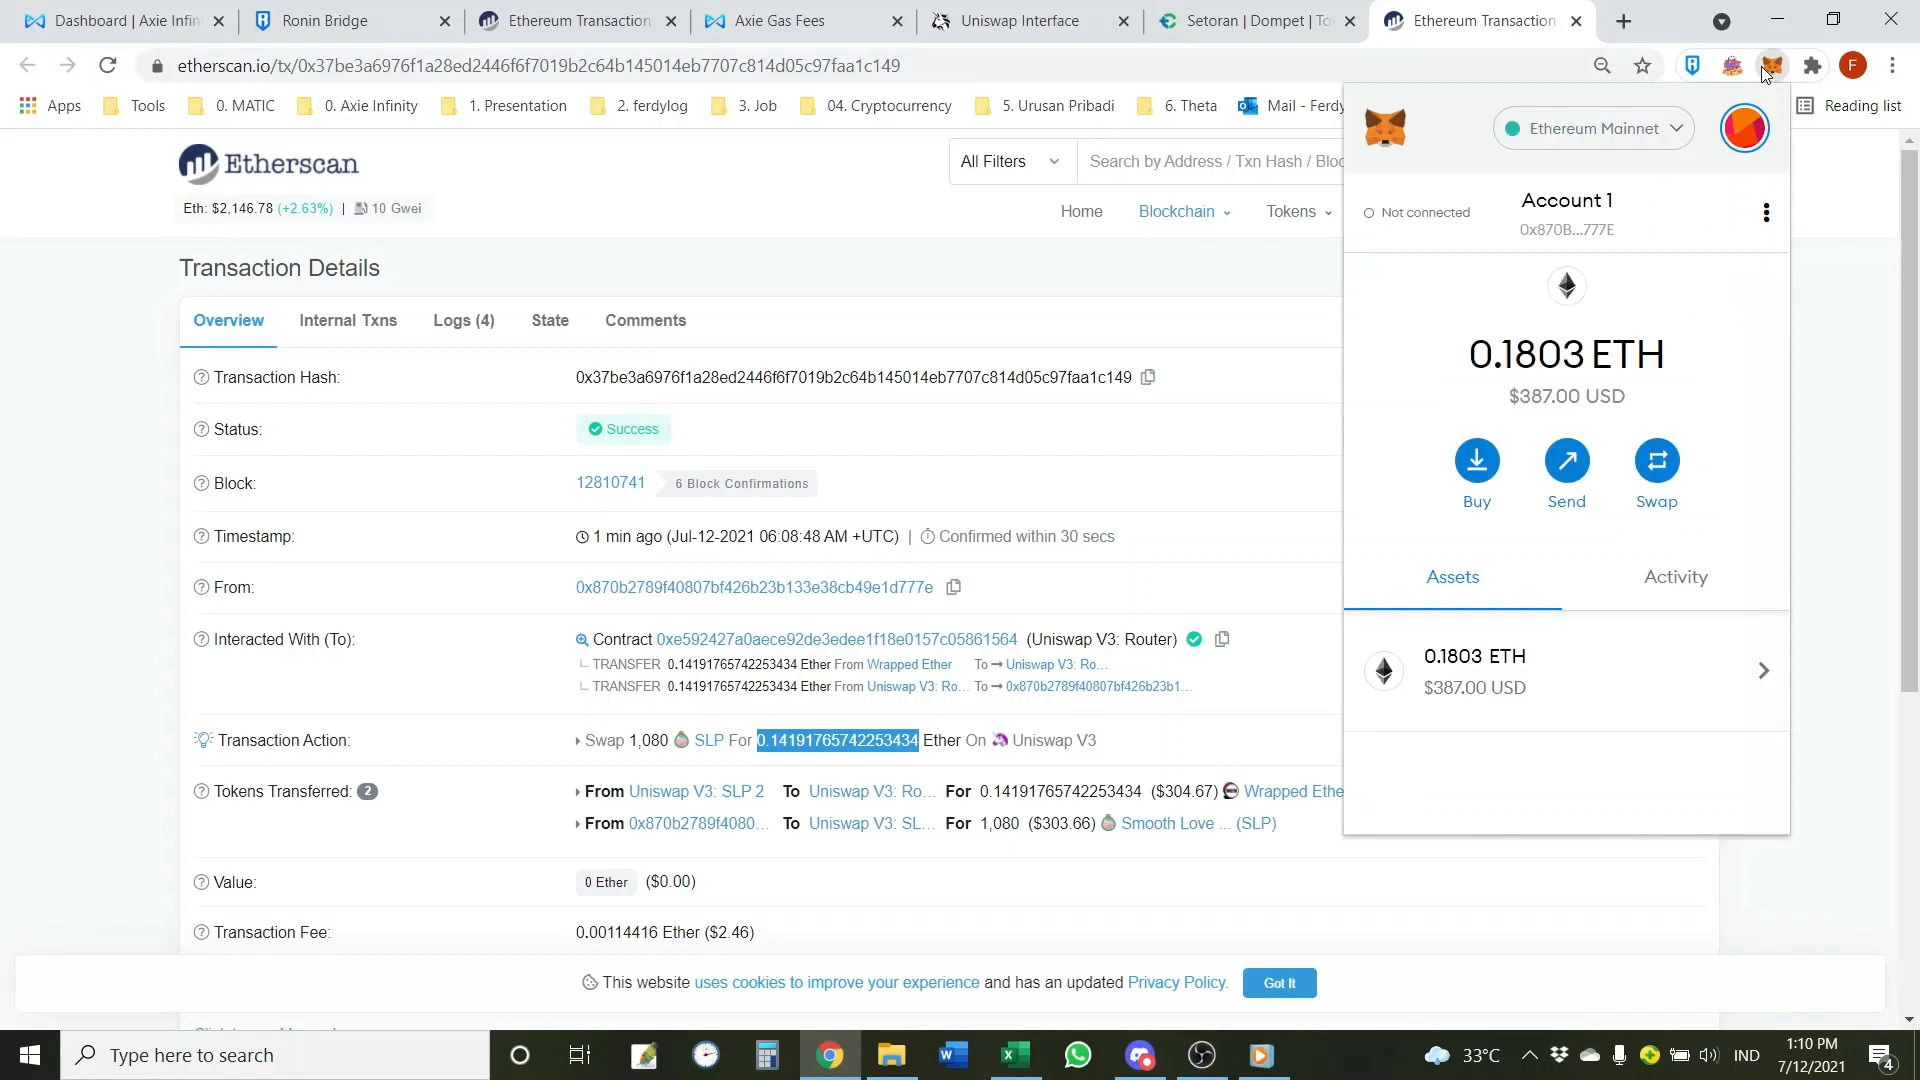 Dashboard | Axie Infin
Ronin Bridge
Ethereum Transaction
Axie Gas Fees
Uniswap Interface
Setoran | Dompet | To
Ethereum Transaction
etherscan.io/tx/0x37be3a6976f1a28ed2446f6f7019b2c64b145014eb7707c814d05c97faa1c149
F
Apps
Tools
0. MATIC
0. Axie Infinity
1. Presentation
2. ferdylog
3. Job
04. Cryptocurrency
5. Urusan Pribadi
6. Theta
Mail - Ferdy
Reading list
Etherscan
Eth: $2,146.78 (+2.63%) | 10 Gwei
All Filters
Search by Address / Txn Hash / Bloc
Home
Blockchain
Tokens
Transaction Details
Overview
Internal Txns
Logs (4)
State
Comments
Transaction Hash:
0x37be3a6976f1a28ed2446f6f7019b2c64b145014eb7707c814d05c97faa1c149
Status:
Success
Block:
12810741
6 Block Confirmations
Timestamp:
1 min ago (Jul-12-2021 06:08:48 AM +UTC) | Confirmed within 30 secs
From:
0x870b2789f40807bf426b23b133e38cb49e1d777e
Interacted With (To):
Contract 0xe592427a0aece92de3edee1f18e0157c05861564 (Uniswap V3: Router)
TRANSFER 0.14191765742253434 Ether From Wrapped Ether To → Uniswap V3: Ro...
TRANSFER 0.14191765742253434 Ether From Uniswap V3: Ro... To → 0x870b2789f40807bf426b23b1...
Transaction Action:
Swap 1,080 SLP For 0.14191765742253434 Ether On Uniswap V3
Tokens Transferred: 2
From Uniswap V3: SLP 2 To Uniswap V3: Ro... For 0.14191765742253434 ($304.67) Wrapped Ethe
From 0x870b2789f4080... To Uniswap V3: SL... For 1,080 ($303.66) Smooth Love ... (SLP)
Value:
0 Ether ($0.00)
Transaction Fee:
0.00114416 Ether ($2.46)
This website uses cookies to improve your experience and has an updated Privacy Policy.
Got It
Ethereum Mainnet
Not connected
Account 1
0x870B...777E
0.1803 ETH
$387.00 USD
Buy
Send
Swap
Assets
Activity
0.1803 ETH
$387.00 USD
Type here to search
33°C
IND
1:10 PM
7/12/2021
4